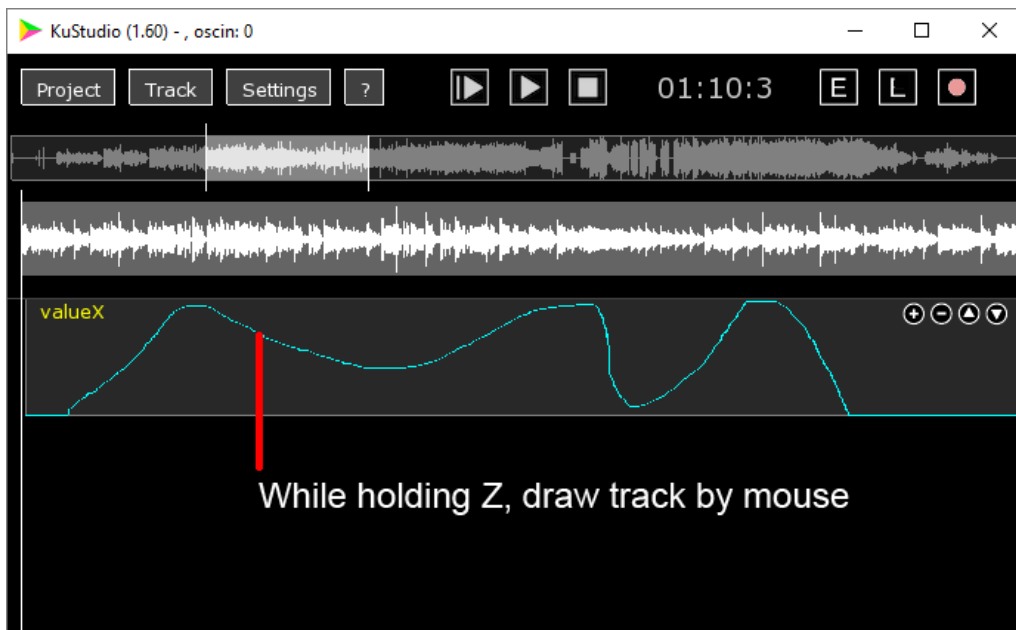 KuStudio (1.60) - , oscin: 0
Project Track Settings ? 01:10:3 E L
valueX
While holding Z, draw track by mouse